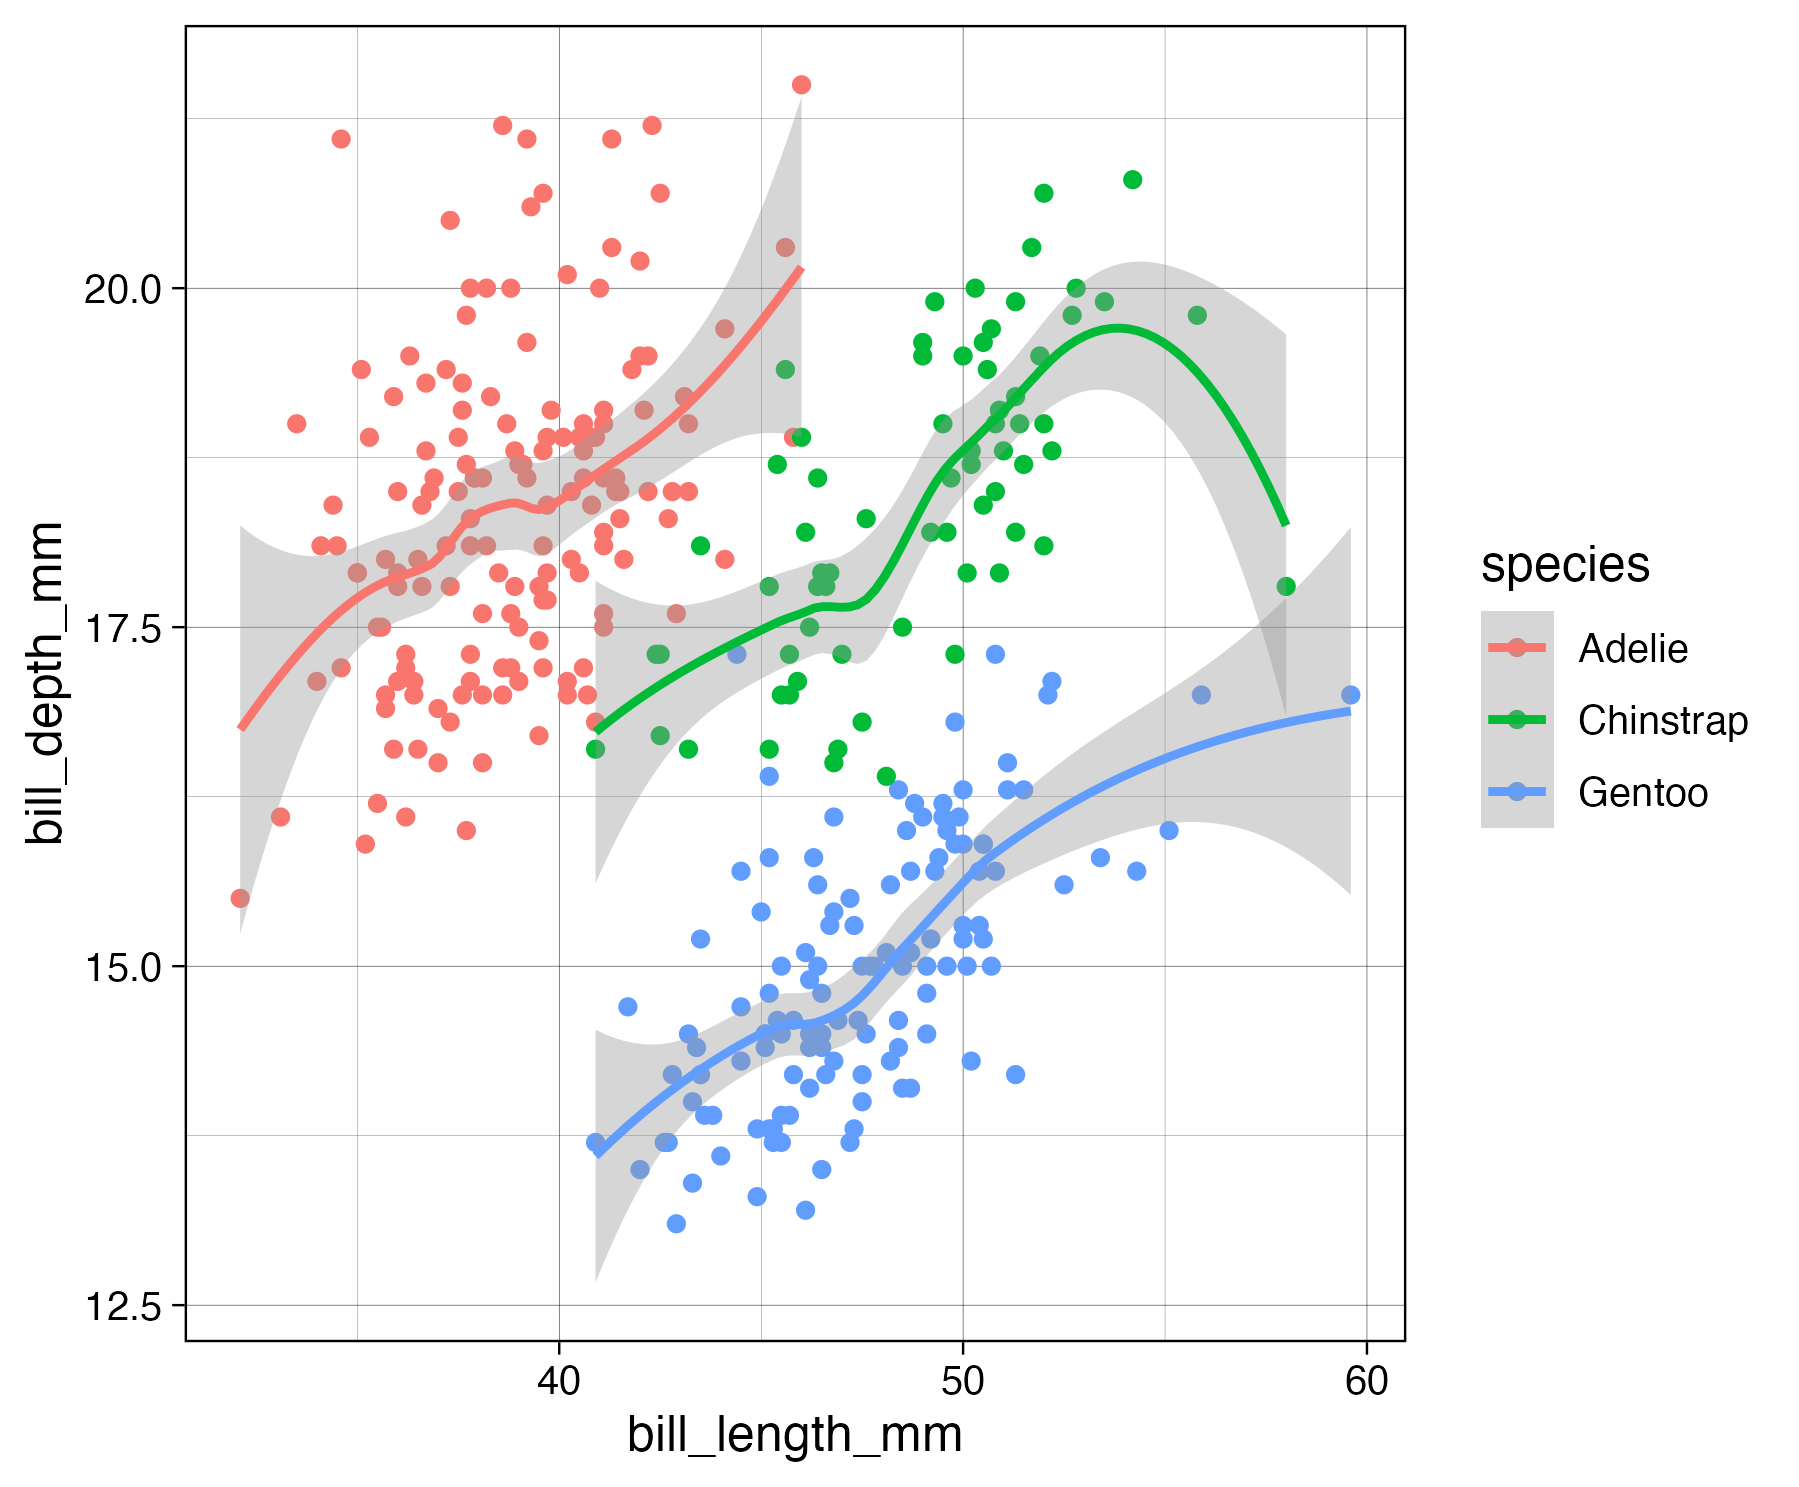 20.0
17.5
15.0
12.5
bill_depth_mm
40 50 60
bill_length_mm
species
Adelie
Chinstrap
Gentoo